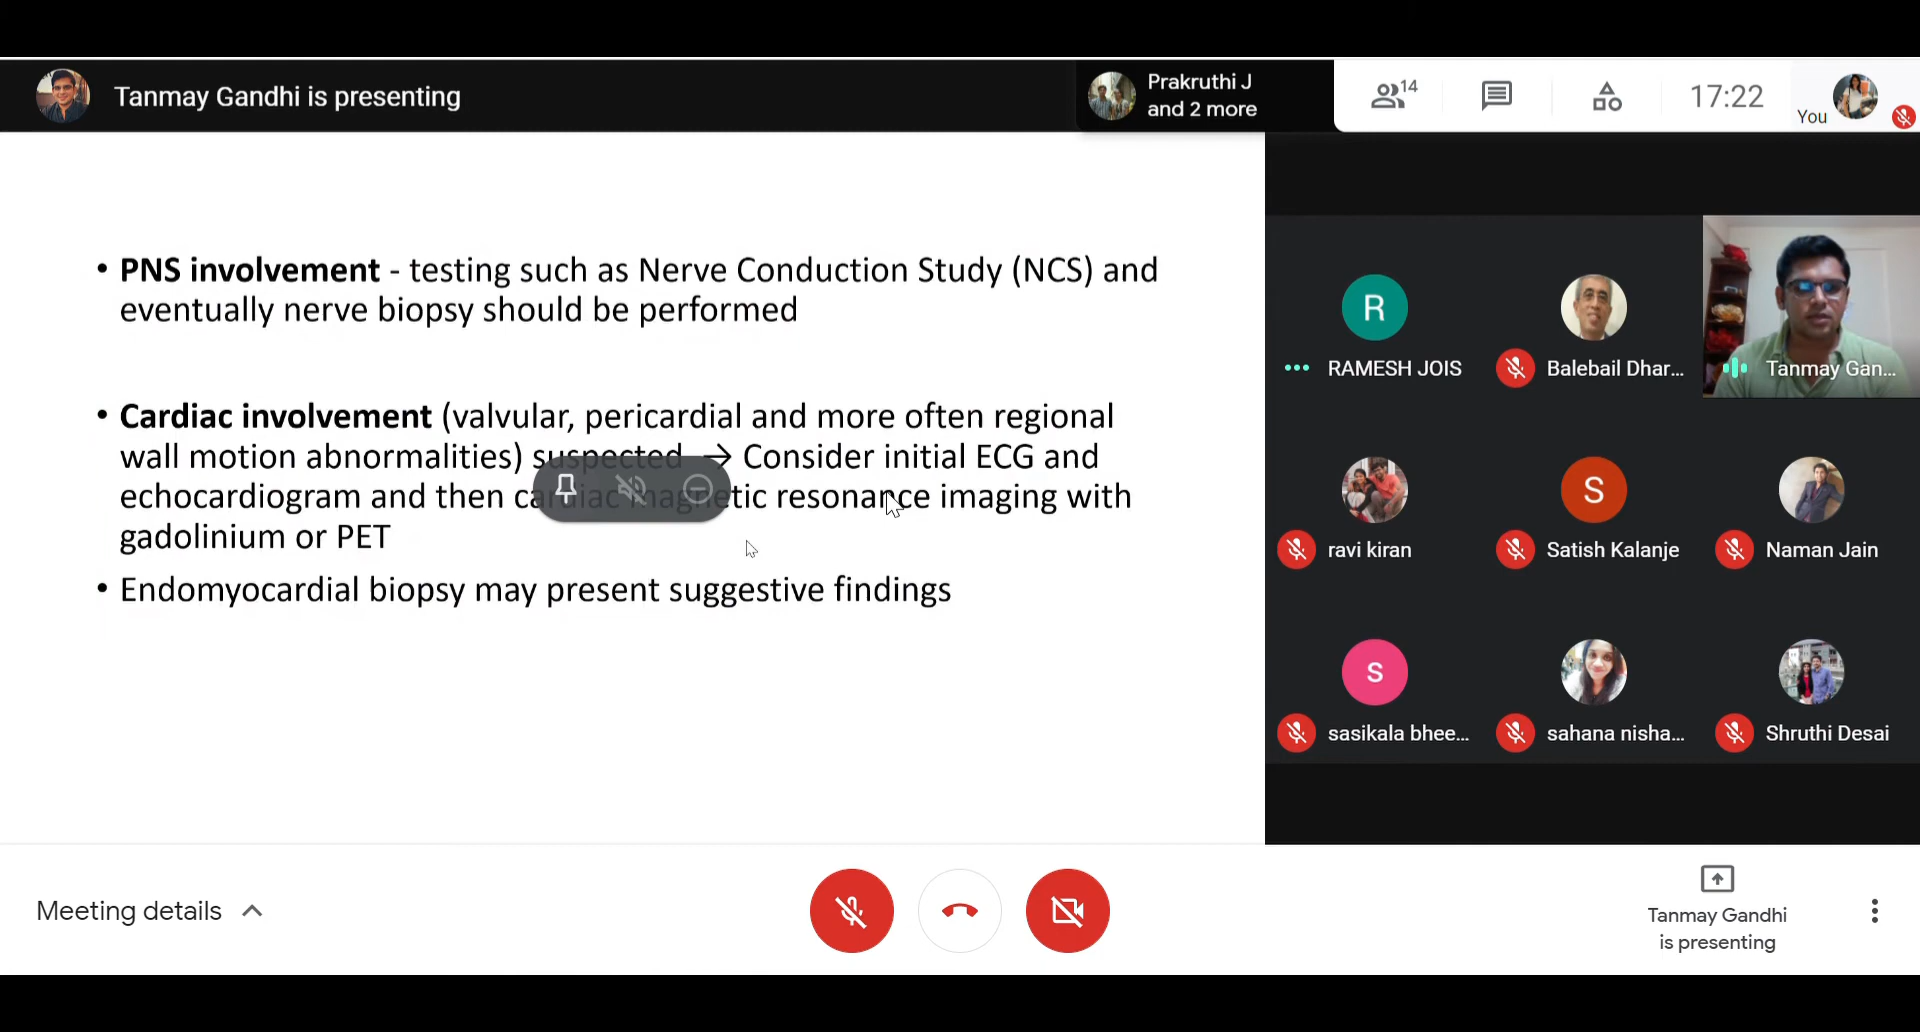 Tanmay Gandhi is presenting
Prakruthi J
and 2 more
14
17:22
You
• PNS involvement - testing such as Nerve Conduction Study (NCS) and
eventually nerve biopsy should be performed
• Cardiac involvement (valvular, pericardial and more often regional
wall motion abnormalities) suspected → Consider initial ECG and
echocardiogram and then cardiac magnetic resonance imaging with
gadolinium or PET
• Endomyocardial biopsy may present suggestive findings
R
RAMESH JOIS
Balebail Dhar...
Tanmay Gan...
S
ravi kiran
Satish Kalanje
Naman Jain
s
sasikala bhee...
sahana nisha...
Shruthi Desai
Meeting details
Tanmay Gandhi
is presenting